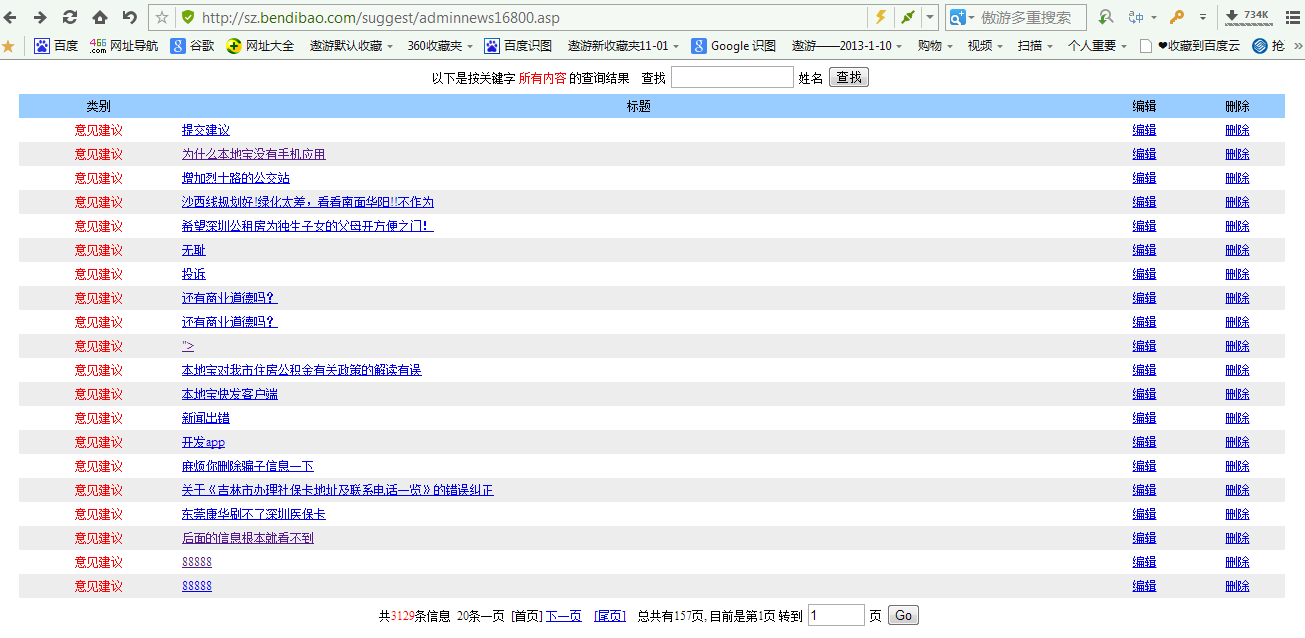 http://sz.bendibao.com/suggest/adminnews16800.asp 傲游多重搜索 734K
百度 456.com 网址导航 谷歌 网址大全 遨游默认收藏 360收藏夹 百度识图 遨游新收藏夹11-01 Google 识图 遨游——2013-1-10 购物 视频 扫描 个人重要 ❤收藏到百度云 抢 »
以下是按关键字 所有内容 的查询结果 查找 姓名 查找
类别 标题 编辑 删除
意见建议 提交建议 编辑 删除
意见建议 为什么本地宝没有手机应用 编辑 删除
意见建议 增加烈士路的公交站 编辑 删除
意见建议 沙西线规划好!绿化太差，看看南面华阳!!不作为 编辑 删除
意见建议 希望深圳公租房为独生子女的父母开方便之门！ 编辑 删除
意见建议 无耻 编辑 删除
意见建议 投诉 编辑 删除
意见建议 还有商业道德吗？ 编辑 删除
意见建议 还有商业道德吗？ 编辑 删除
意见建议 "> 编辑 删除
意见建议 本地宝对我市住房公积金有关政策的解读有误 编辑 删除
意见建议 本地宝快发客户端 编辑 删除
意见建议 新闻出错 编辑 删除
意见建议 开发app 编辑 删除
意见建议 麻烦你删除骗子信息一下 编辑 删除
意见建议 关于《吉林市办理社保卡地址及联系电话一览》的错误纠正 编辑 删除
意见建议 东莞康华刷不了深圳医保卡 编辑 删除
意见建议 后面的信息根本就看不到 编辑 删除
意见建议 88888 编辑 删除
意见建议 88888 编辑 删除
共3129条信息 20条一页 [首页] 下一页 [尾页] 总共有157页, 目前是第1页 转到 1 页 Go